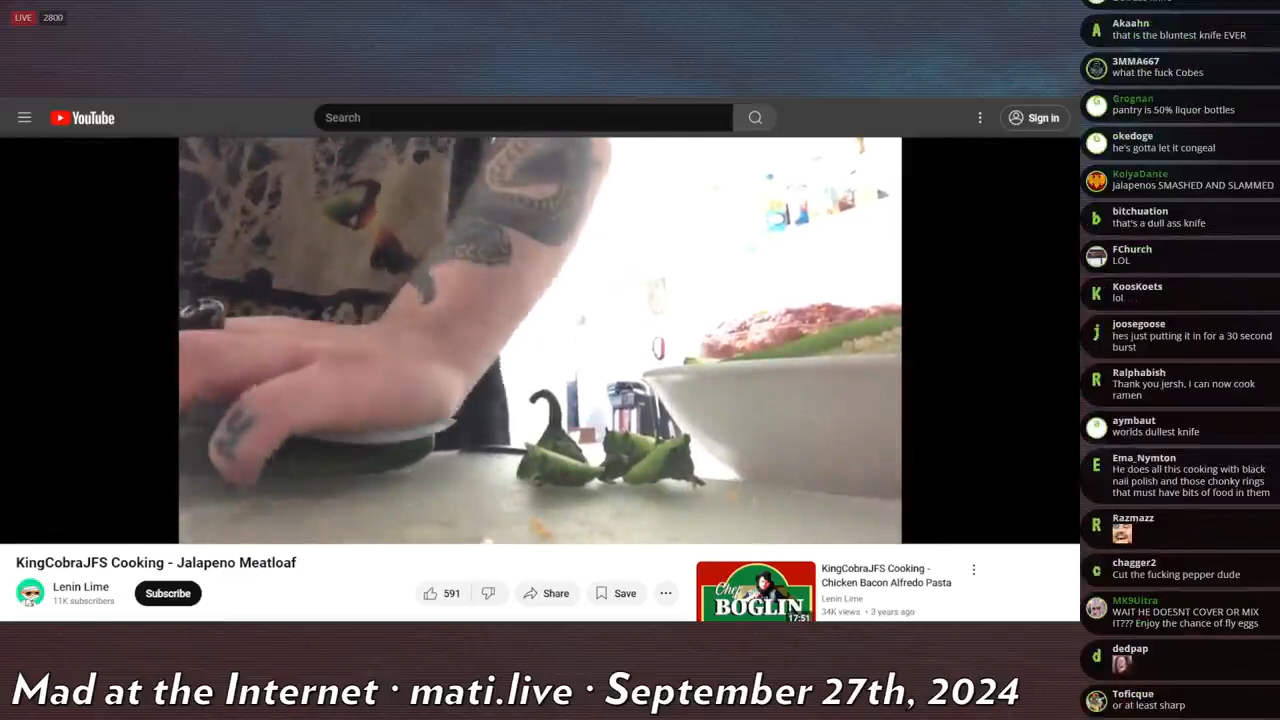 LIVE 2800
YouTube
Search
Sign in
KingCobraJFS Cooking - Jalapeno Meatloaf
Lenin Lime
11K subscribers
Subscribe
591
Share
Save
Chef
BOGLIN
17:51
KingCobraJFS Cooking -
Chicken Bacon Alfredo Pasta
Lenin Lime
34K views • 3 years ago
Mad at the Internet · mati.live · September 27th, 2024
Akaahn
that is the bluntest knife EVER
3MMA667
what the fuck Cobes
Grognan
pantry is 50% liquor bottles
okedoge
he's gotta let it congeal
KolyaDante
Jalapenos SMASHED AND SLAMMED
bitchuation
that's a dull ass knife
FChurch
LOL
KoosKoets
lol. . . .
joosegoose
hes just putting it in for a 30 second
burst
Ralphabish
Thank you jersh, I can now cook
ramen
aymbaut
worlds dullest knife
Ema_Nymton
He does all this cooking with black
nail polish and those chonky rings
that must have bits of food in them
Razmazz
chagger2
Cut the fucking pepper dude
MK9Ultra
WAIT HE DOESNT COVER OR MIX
IT??? Enjoy the chance of fly eggs
dedpap
Toficque
or at least sharp